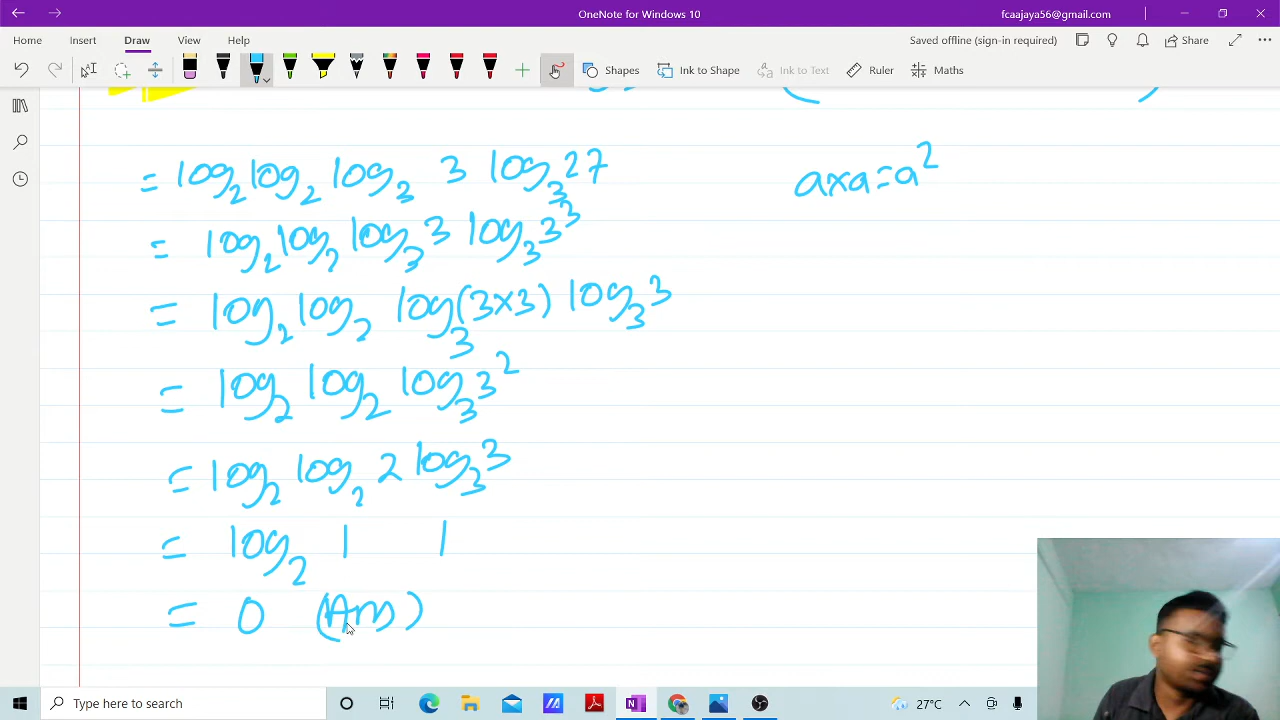 OneNote for Windows 10
fcaajaya56@gmail.com
Home Insert Draw View Help Saved offline (sign-in required) Share
Shapes Ink to Shape Ink to Text Ruler Math
= log₂ log₂ log₃ 3 log₃ 27 a×a=a²
= log₂ log₂ log₃ 3 log₃ 3³
= log₂ log₂ log₃(3×3) log₃ 3
= log₂ log₂ log₃ 3²
= log₂ log₂ 2 log₃ 3
= log₂ 1 1
= 0 (Ans)
Type here to search 27°C